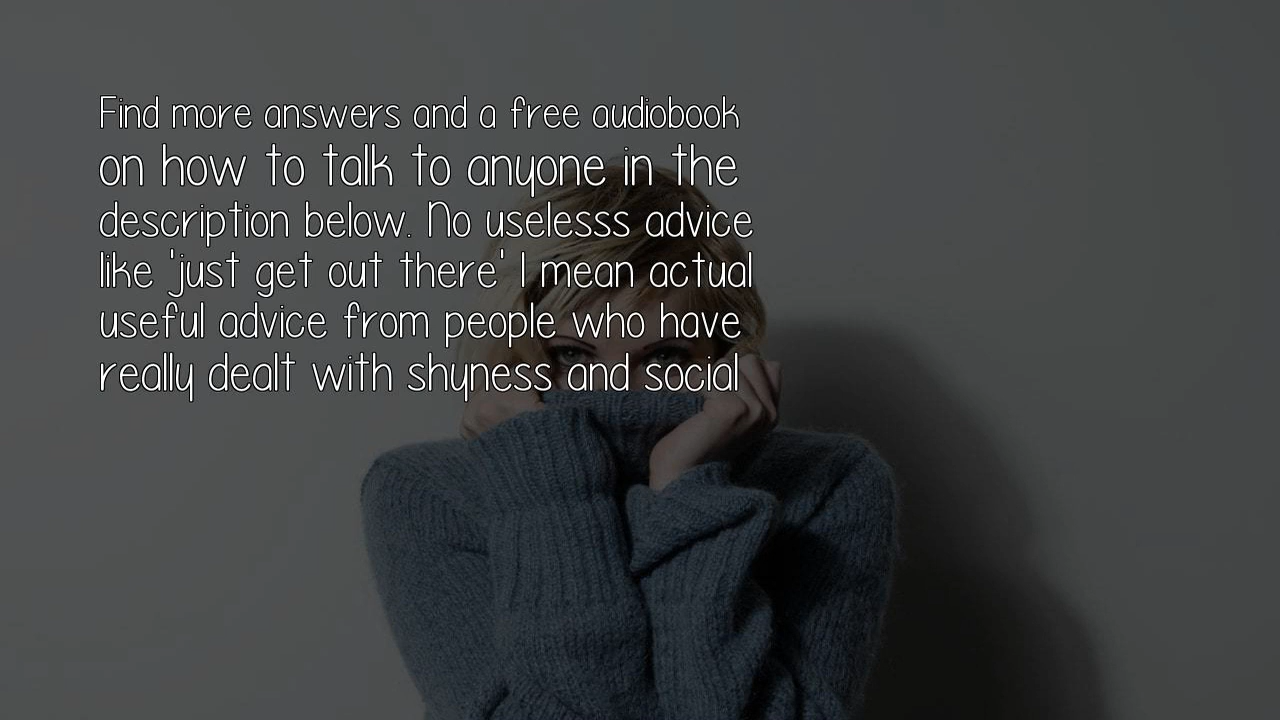 Find more answers and a free audiobook
on how to talk to anyone in the
description below. No uselesss advice
like 'just get out there' I mean actual
useful advice from people who have
really dealt with shyness and social